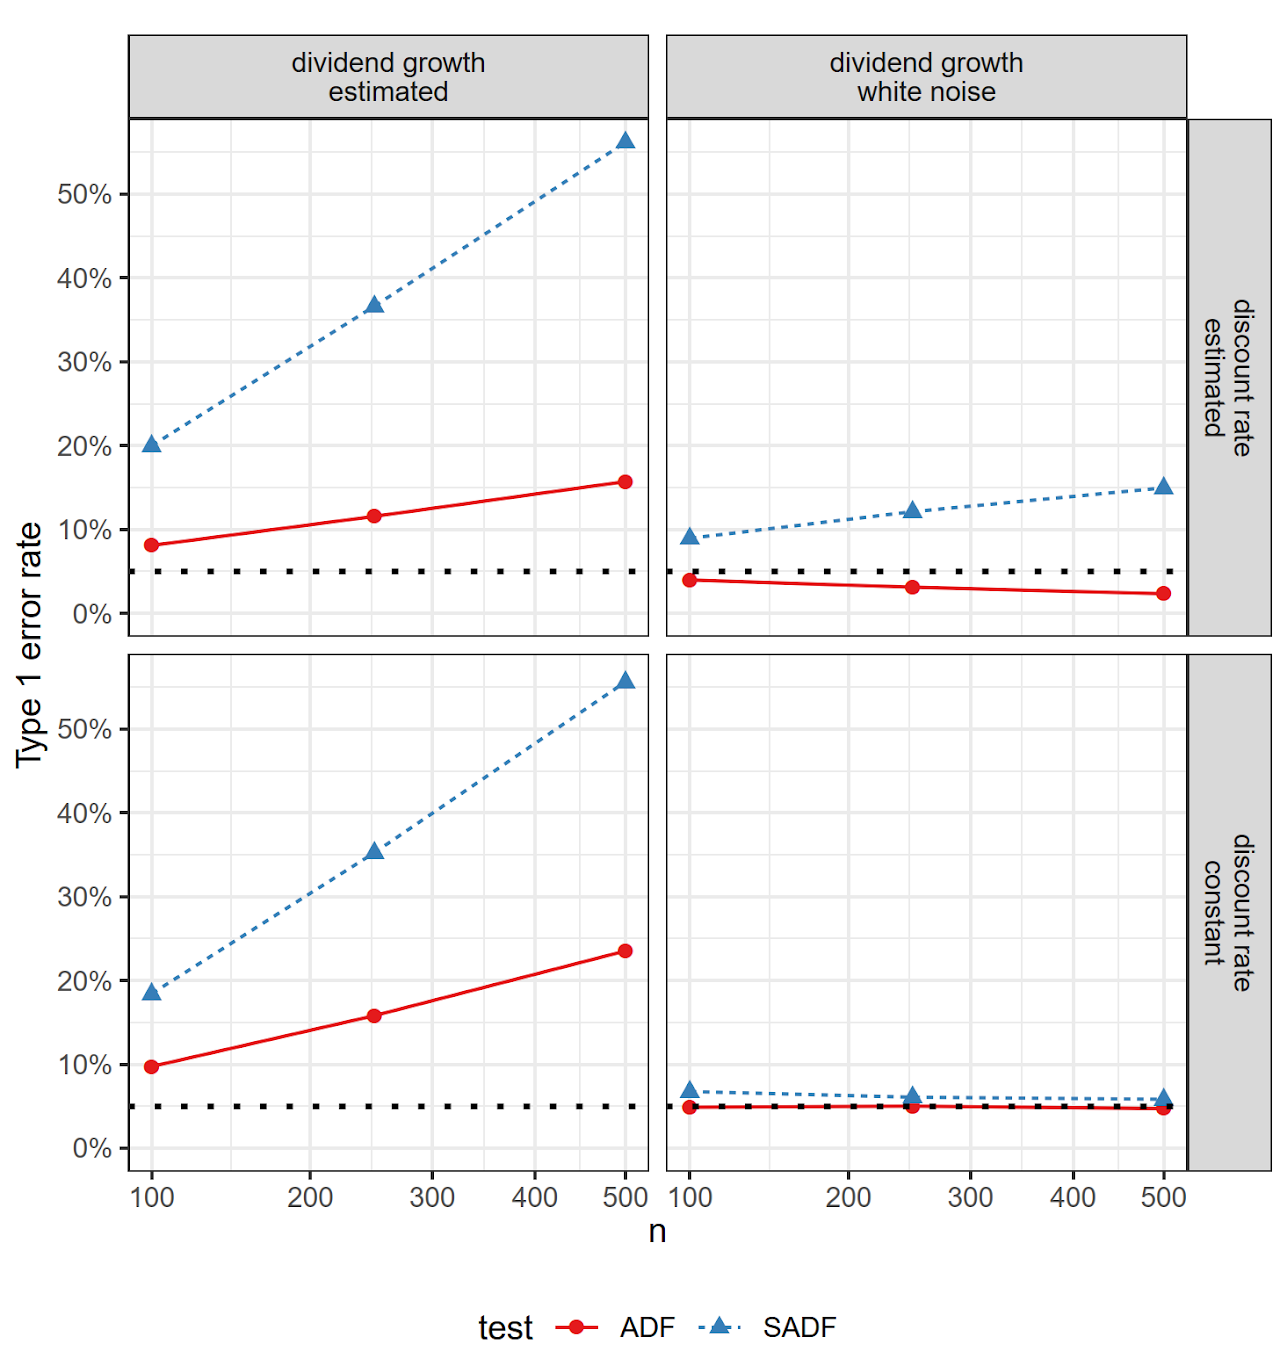 dividend growth
estimated
dividend growth
white noise
50%
40%
30%
20%
10%
0%
discount rate
estimated
50%
40%
30%
20%
10%
0%
discount rate
constant
Type 1 error rate
100 200 300 400 500
100 200 300 400 500
n
test ADF SADF